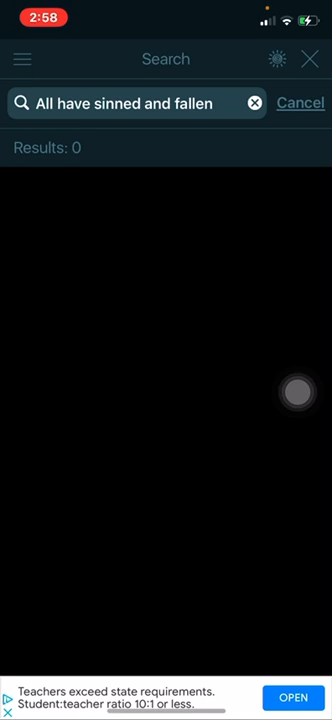 2:58
Search
All have sinned and fallen
Cancel
Results: 0
Teachers exceed state requirements.
Student:teacher ratio 10:1 or less.
OPEN